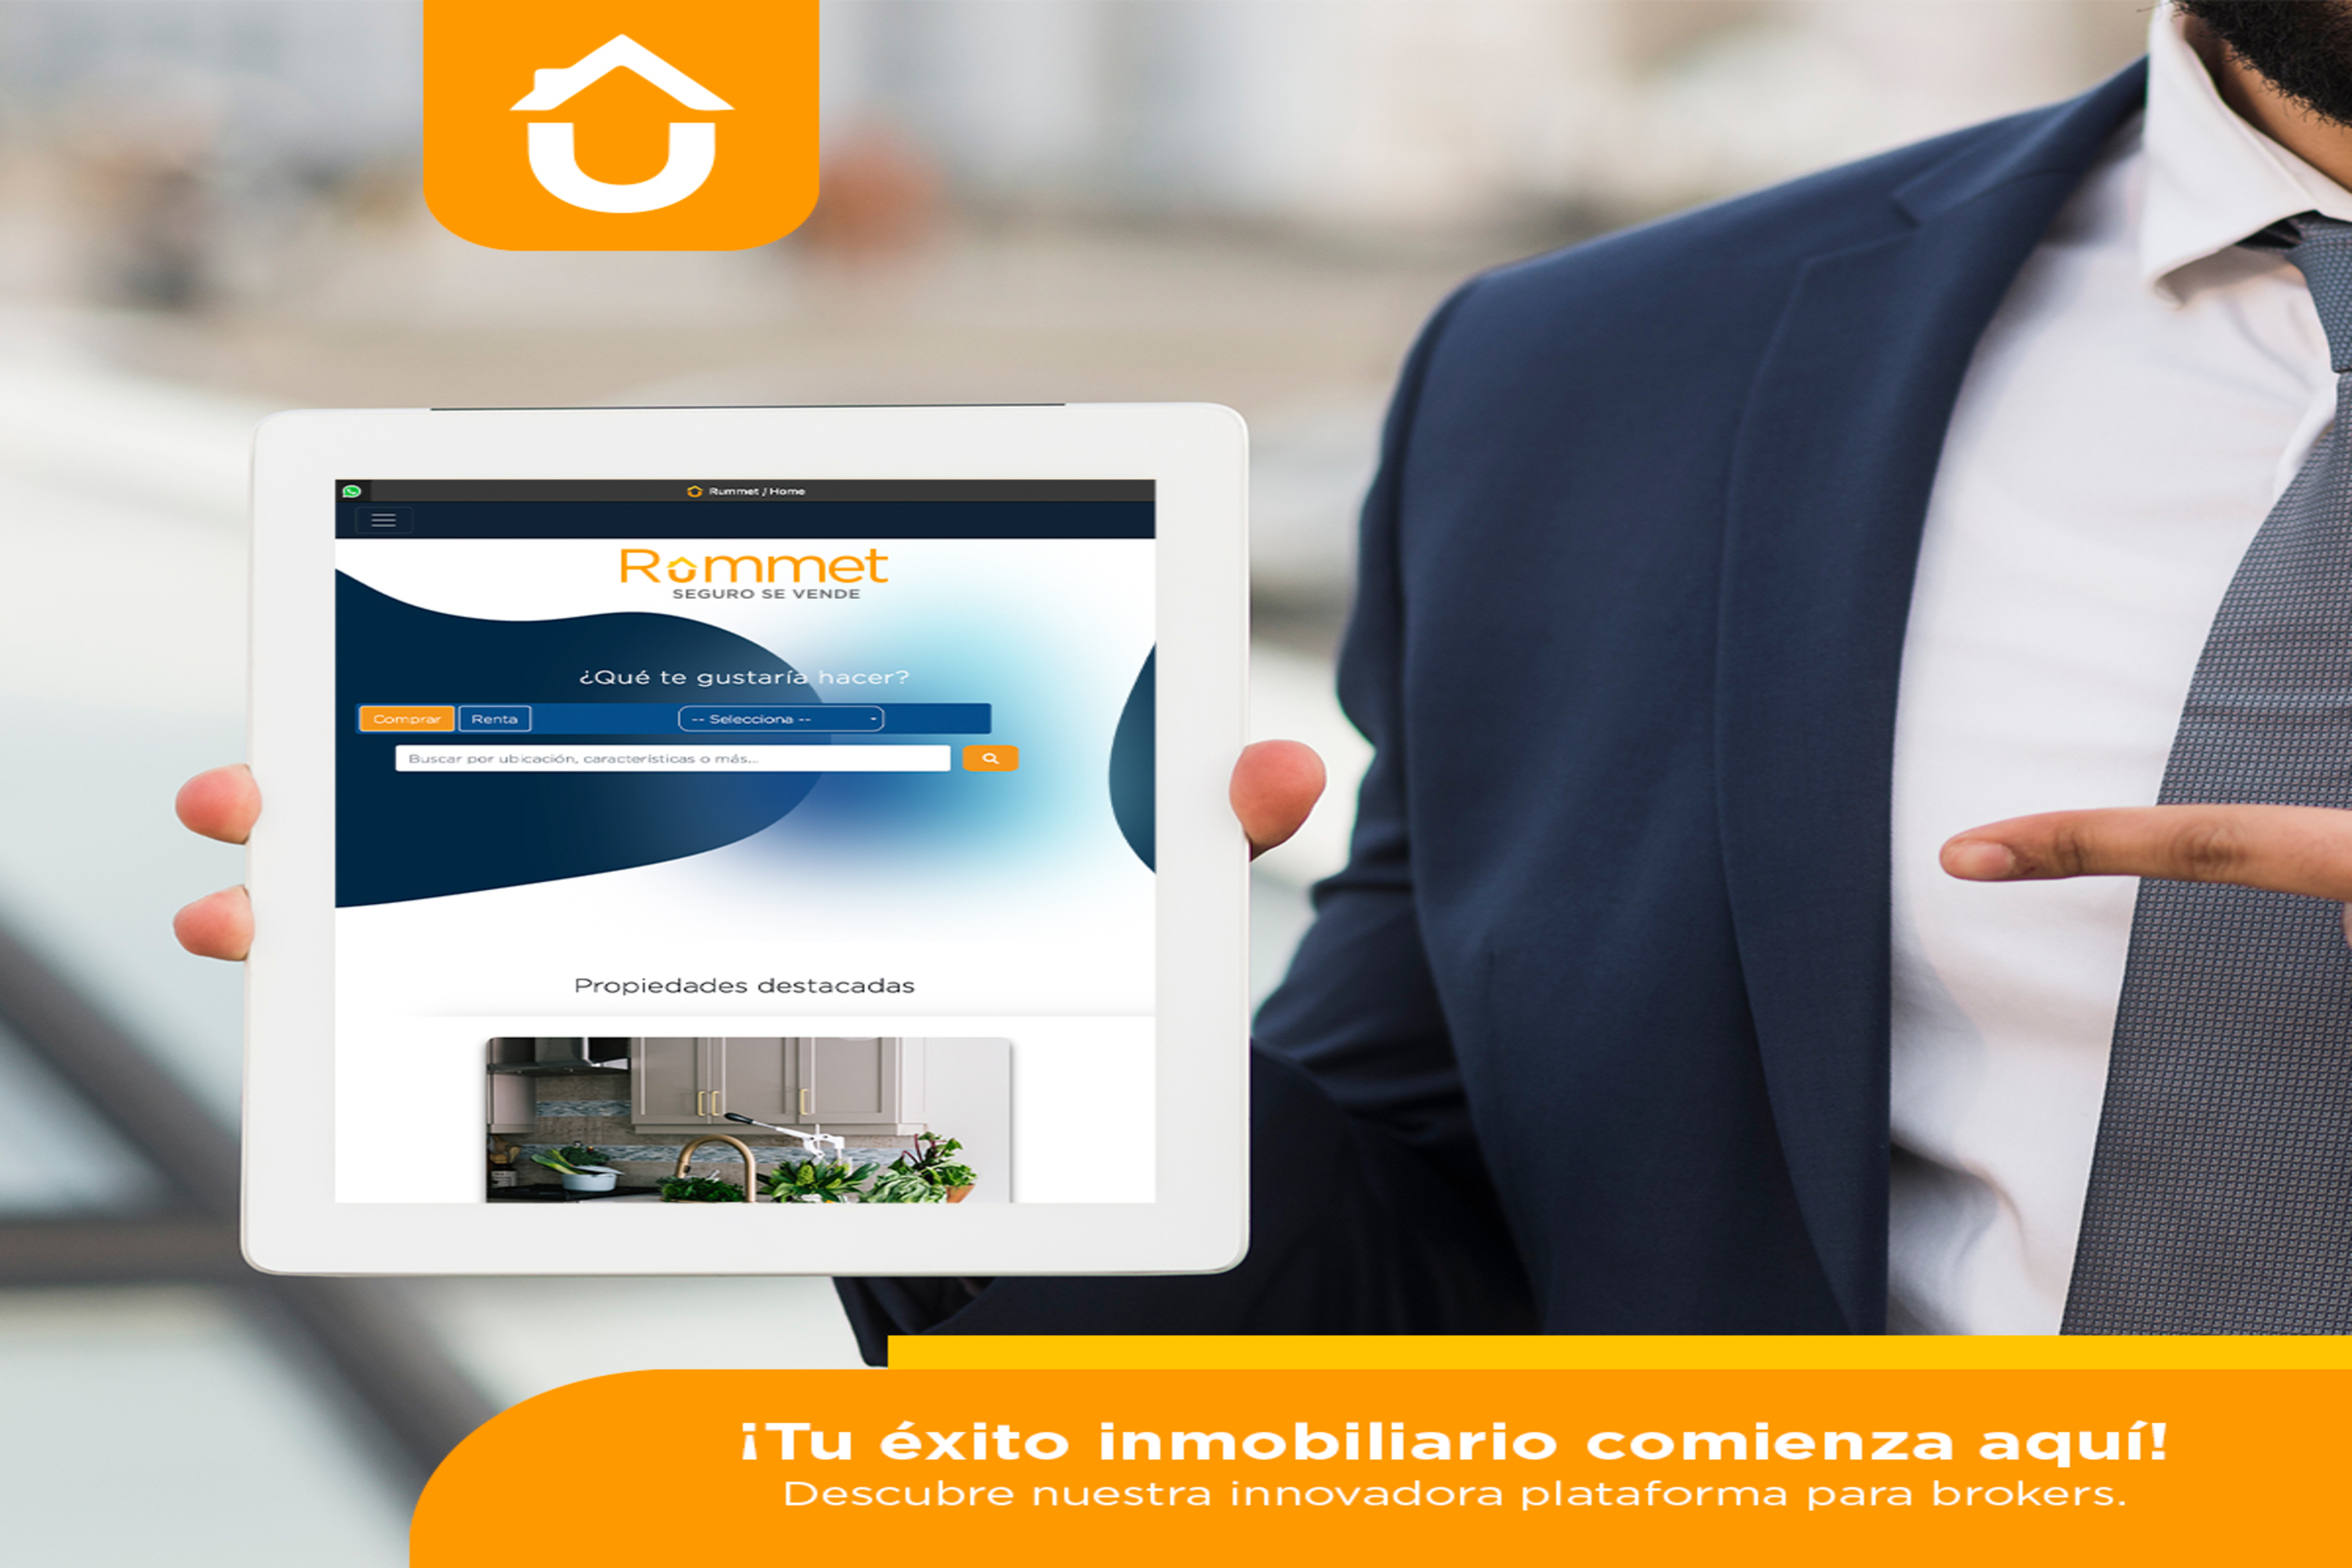 Rummet / Home
Rummet
SEGURO SE VENDE
¿Qué te gustaría hacer?
Comprar Renta -- Selecciona --
Buscar por ubicación, características o más...
Propiedades destacadas
¡Tu éxito inmobiliario comienza aquí!
Descubre nuestra innovadora plataforma para brokers.